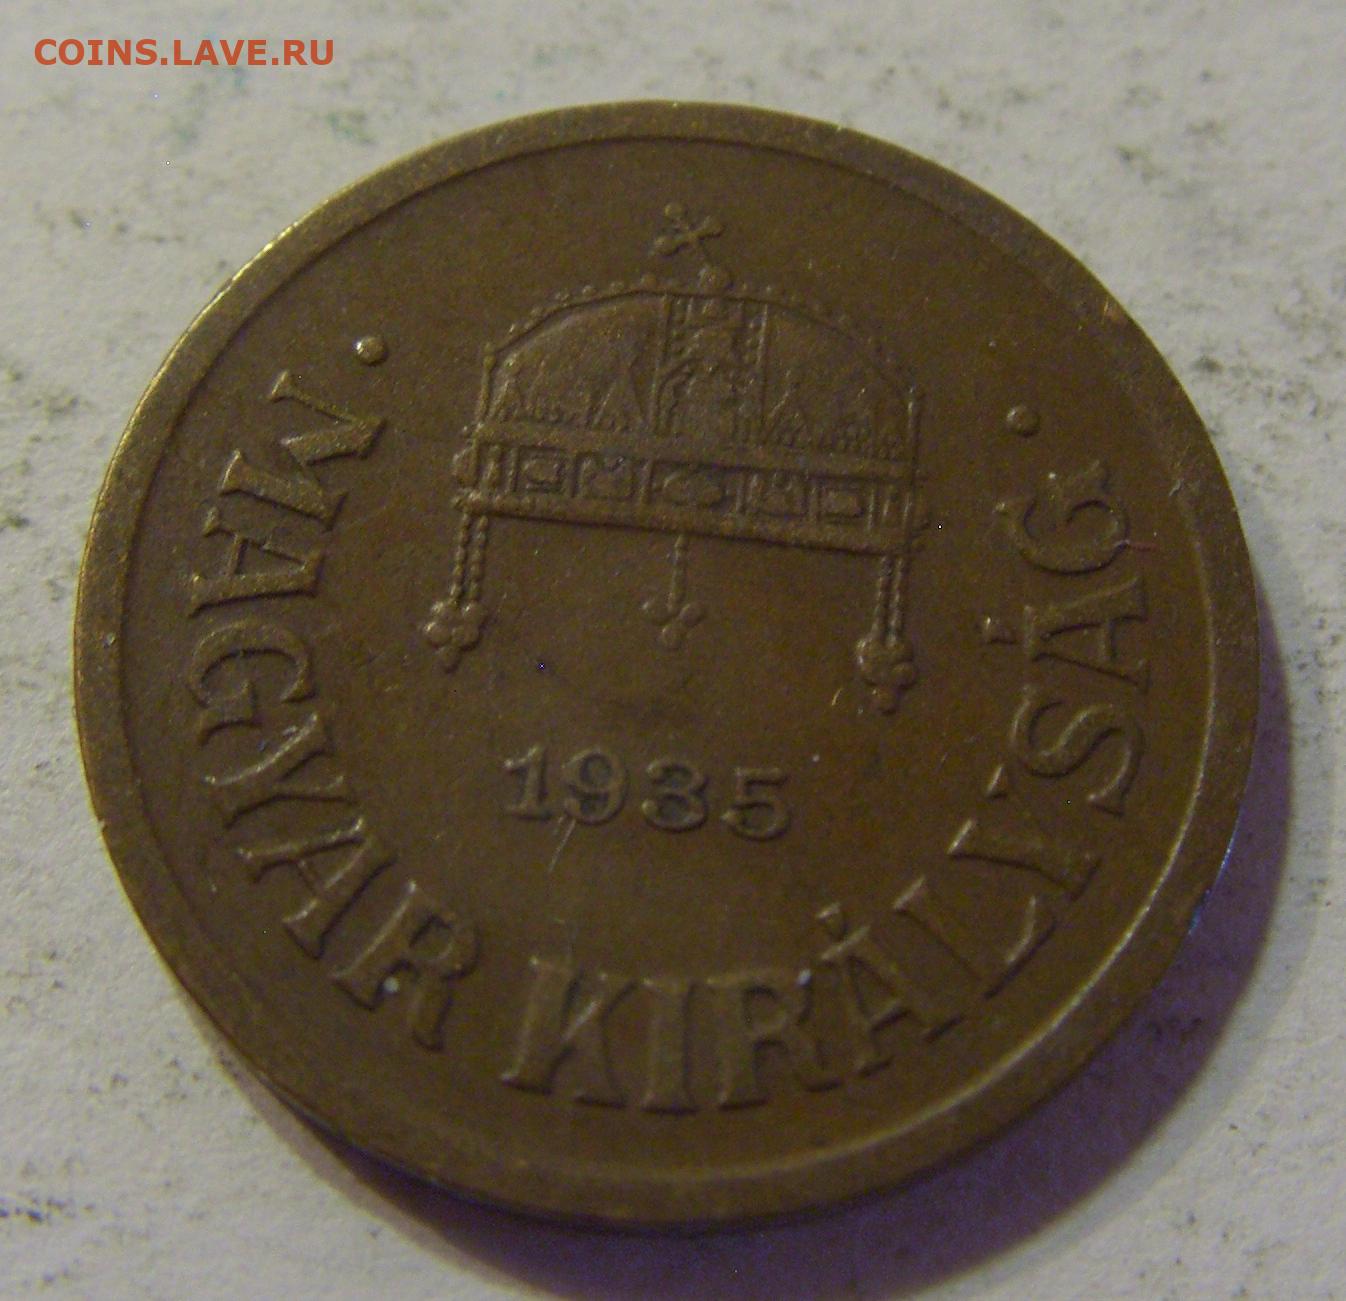 COINS.LAVE.RU
1935
· MAGYAR KIRÁLYSÁG ·